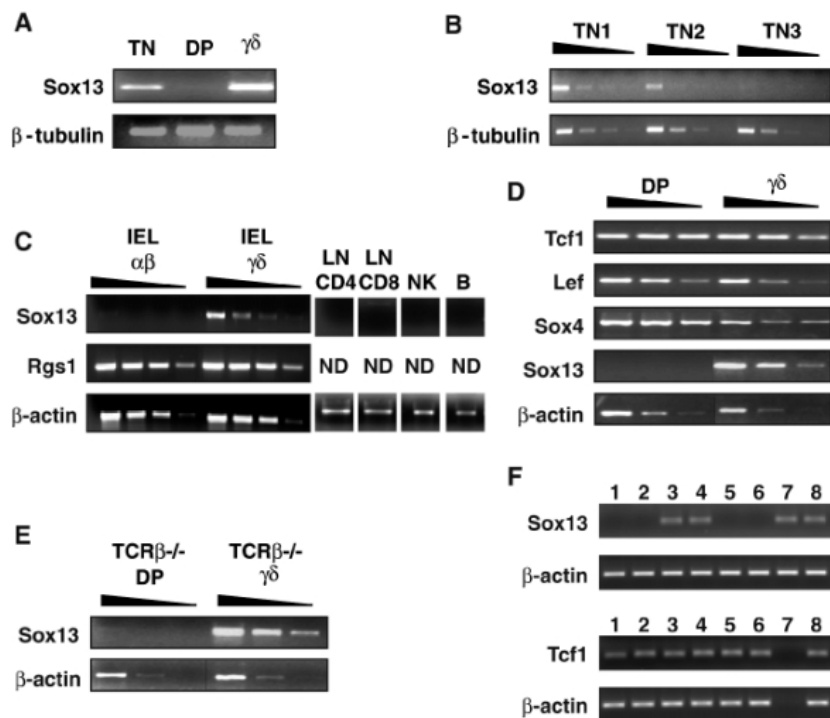 A
TN DP γδ
Sox13
β-tubulin
B
TN1 TN2 TN3
Sox13
β-tubulin
C
IEL αβ IEL γδ LN CD4 LN CD8 NK B
Sox13
Rgs1 ND ND ND ND
β-actin
D
DP γδ
Tcf1
Lef
Sox4
Sox13
β-actin
E
TCRβ-/- DP TCRβ-/- γδ
Sox13
β-actin
F
1 2 3 4 5 6 7 8
Sox13
β-actin
1 2 3 4 5 6 7 8
Tcf1
β-actin